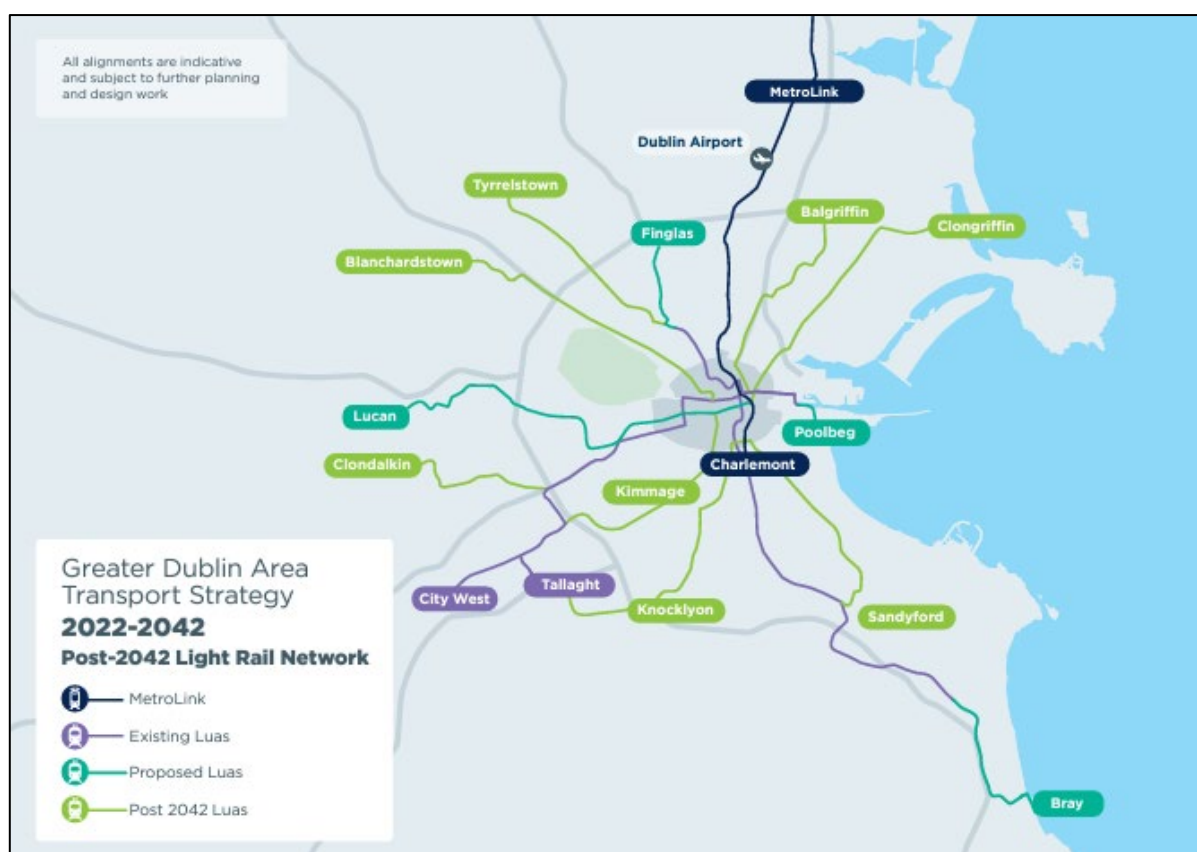 All alignments are indicative
and subject to further planning
and design work
MetroLink
Dublin Airport
Tyrrelstown
Balgriffin
Clongriffin
Finglas
Blanchardstown
Lucan
Poolbeg
Clondalkin
Charlemont
Kimmage
City West
Tallaght
Knocklyon
Sandyford
Bray
Greater Dublin Area
Transport Strategy
2022-2042
Post-2042 Light Rail Network
MetroLink
Existing Luas
Proposed Luas
Post 2042 Luas